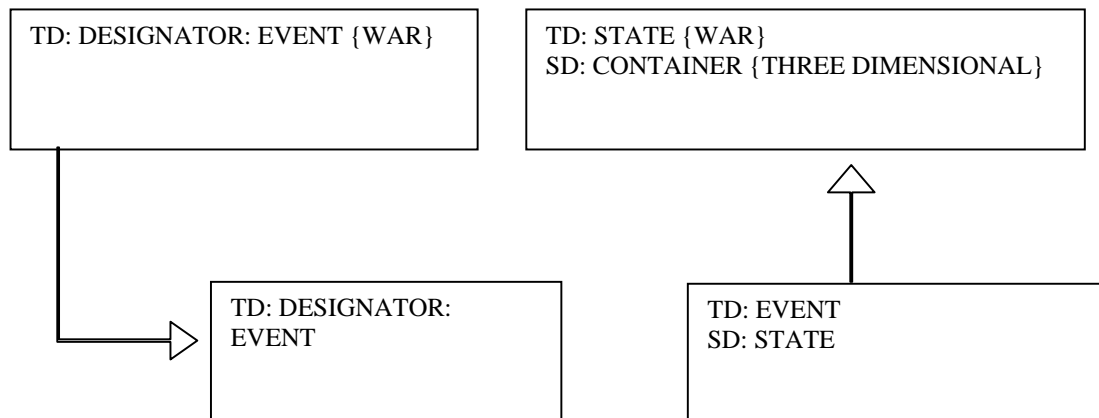 TD: DESIGNATOR: EVENT {WAR}
TD: STATE {WAR}
SD: CONTAINER {THREE DIMENSIONAL}
TD: DESIGNATOR:
EVENT
TD: EVENT
SD: STATE